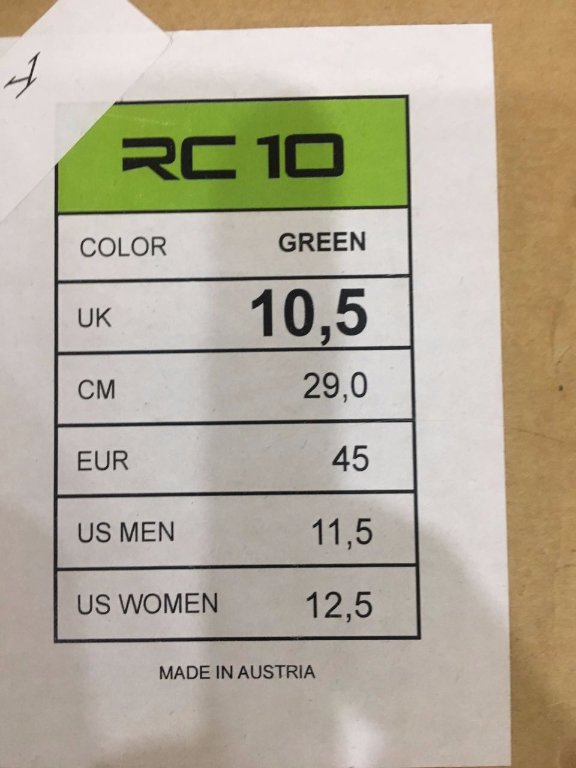 RC 10
COLOR GREEN
UK 10,5
CM 29,0
EUR 45
US MEN 11,5
US WOMEN 12,5
MADE IN AUSTRIA